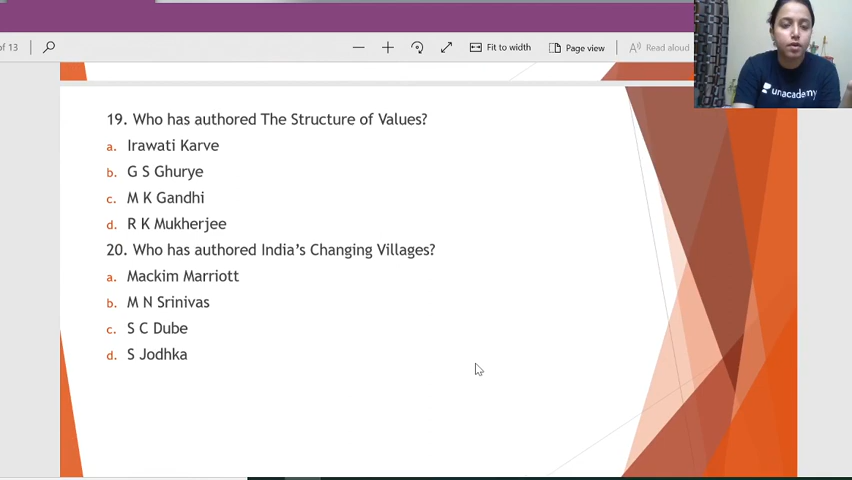 of 13
Fit to width
Page view
A
Read aloud
unacademy
19. Who has authored The Structure of Values?
a. Irawati Karve
b. G S Ghurye
c. M K Gandhi
d. R K Mukherjee
20. Who has authored India's Changing Villages?
a. Mackim Marriott
b. M N Srinivas
c. S C Dube
d. S Jodhka